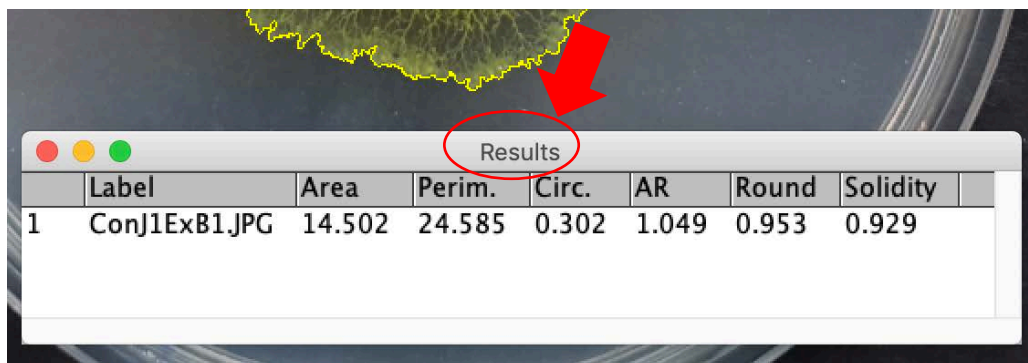 Results
Label Area Perim. Circ. AR Round Solidity
1 ConJ1ExB1.JPG 14.502 24.585 0.302 1.049 0.953 0.929